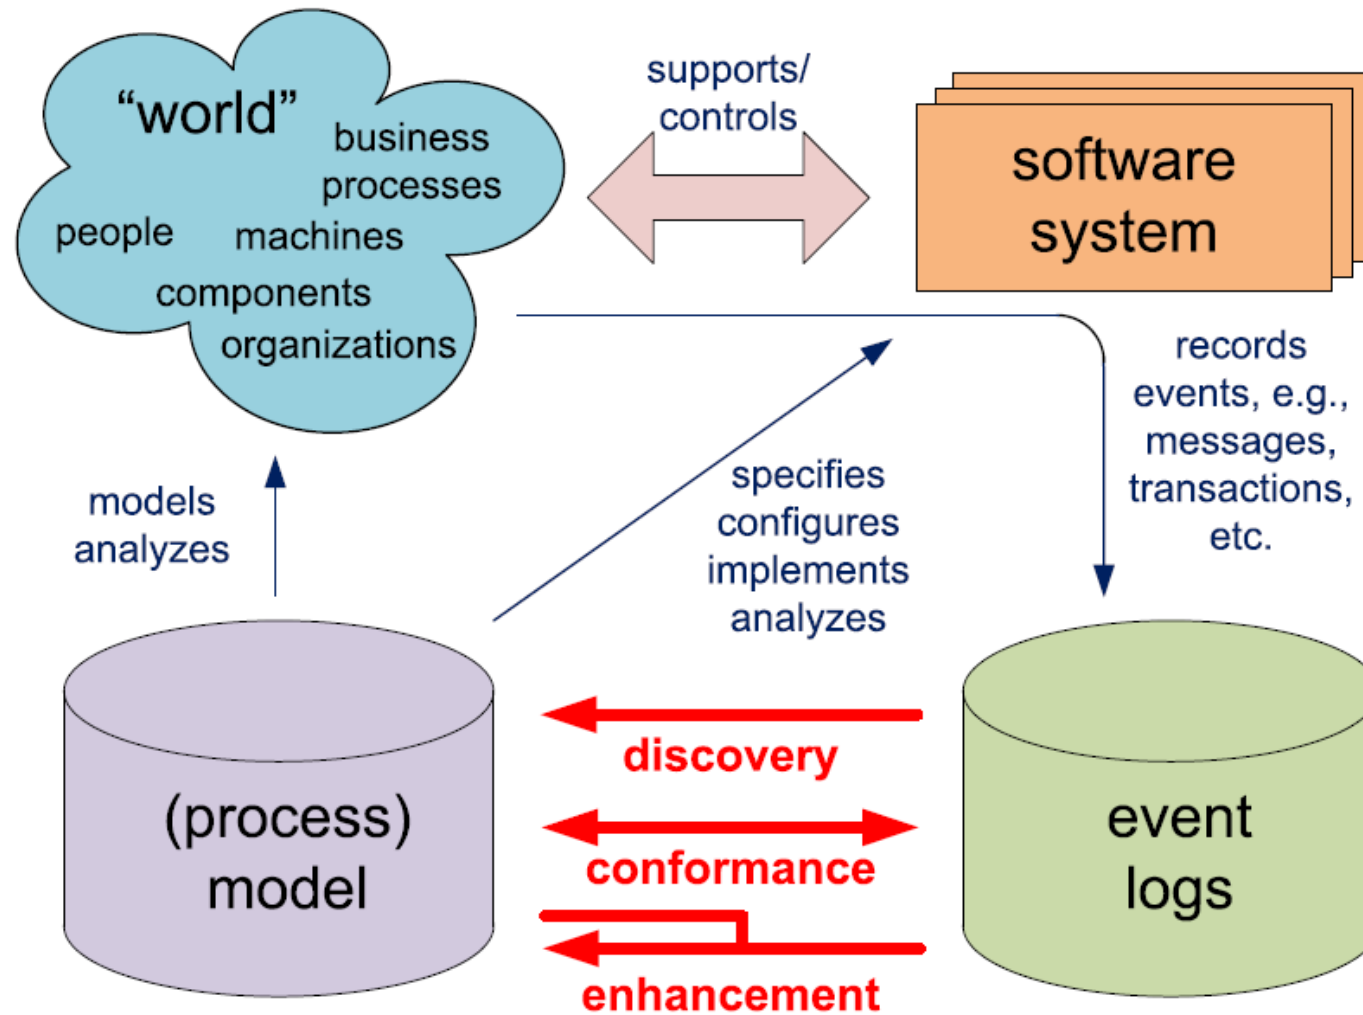 “world”
business
processes
people
machines
components
organizations
supports/
controls
software
system
records
events, e.g.,
messages,
transactions,
etc.
models
analyzes
specifies
configures
implements
analyzes
(process)
model
discovery
conformance
enhancement
event
logs